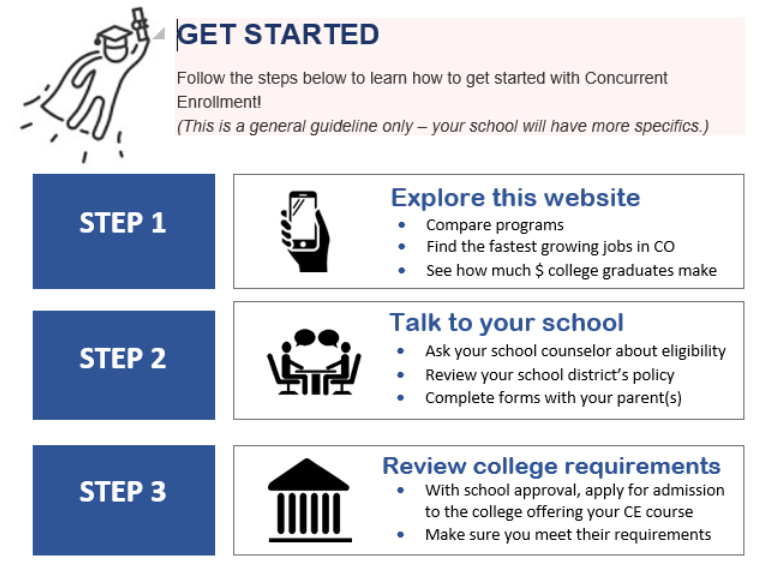 GET STARTED
Follow the steps below to learn how to get started with Concurrent
Enrollment!
(This is a general guideline only – your school will have more specifics.)
STEP 1
Explore this website
• Compare programs
• Find the fastest growing jobs in CO
• See how much $ college graduates make
STEP 2
Talk to your school
• Ask your school counselor about eligibility
• Review your school district's policy
• Complete forms with your parent(s)
STEP 3
Review college requirements
• With school approval, apply for admission
to the college offering your CE course
• Make sure you meet their requirements